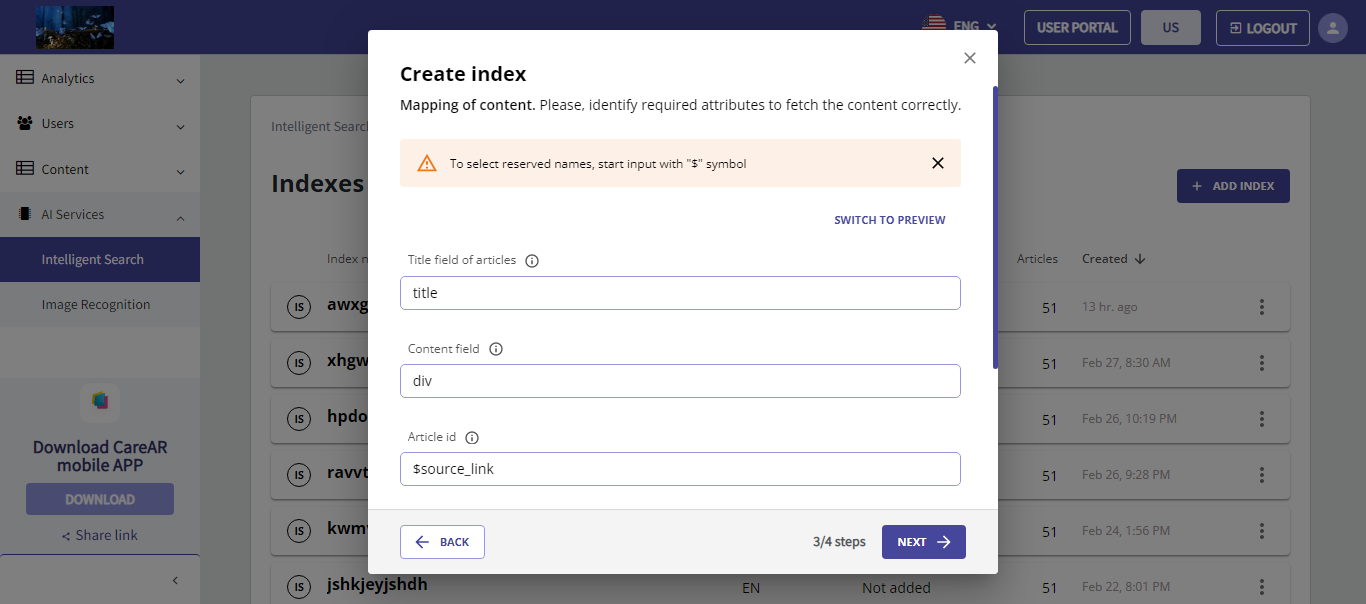 ENG
USER PORTAL
US
LOGOUT
Analytics
Users
Content
AI Services
Intelligent Search
Image Recognition
Download CareAR
mobile APP
DOWNLOAD
Share link
Intelligent Search
Indexes
+ ADD INDEX
Index n
Articles
Created
IS awxg 51 13 hr. ago
IS xhgw 51 Feb 27, 8:30 AM
IS hpdo 51 Feb 26, 10:19 PM
IS ravvt 51 Feb 26, 9:28 PM
IS kwm 51 Feb 24, 1:56 PM
IS jshkjeyjshdh EN Not added 51 Feb 22, 8:01 PM
Create index
Mapping of content. Please, identify required attributes to fetch the content correctly.
To select reserved names, start input with "$" symbol
SWITCH TO PREVIEW
Title field of articles
title
Content field
div
Article id
$source_link
BACK
3/4 steps
NEXT